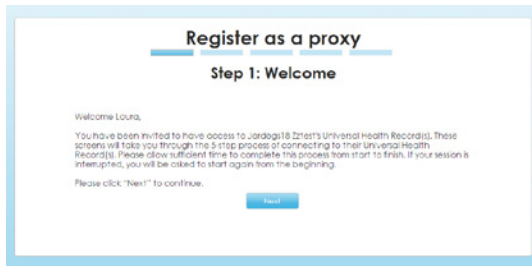 Register as a proxy
Step 1: Welcome
Welcome Laura,
You have been invited to have access to Jordogs18 Zztest's Universal Health Record(s). These
screens will take you through the 5 step process of connecting to their Universal Health
Record(s). Please allow sufficient time to complete this process from start to finish. If your session is
interrupted, you will be asked to start again from the beginning.
Please click "Next" to continue.
Next